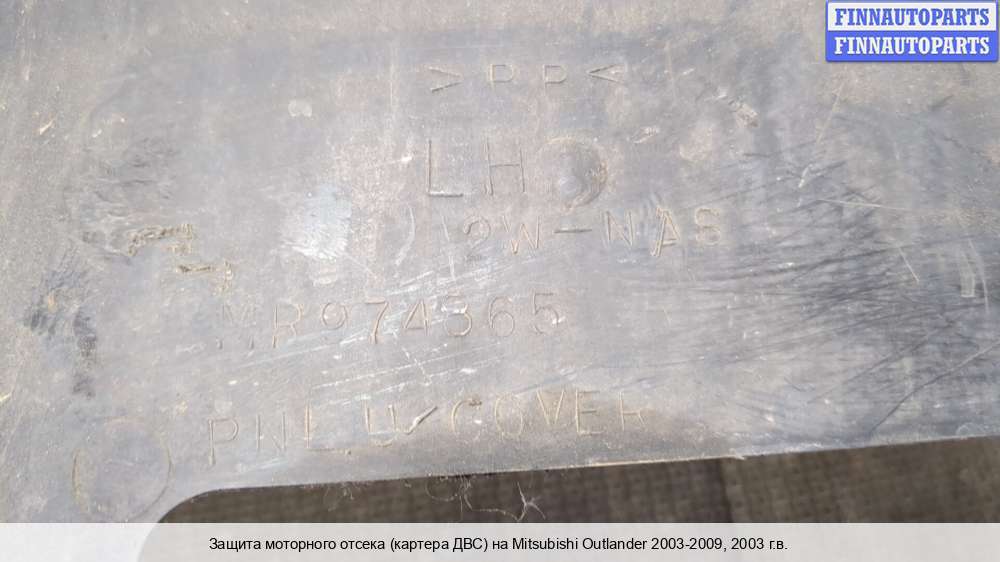 FINNAUTOPARTS
FINNAUTOPARTS
>PP<
LH
2W-NAS
MR974365
PNL U/COVER
Защита моторного отсека (картера ДВС) на Mitsubishi Outlander 2003-2009, 2003 г.в.